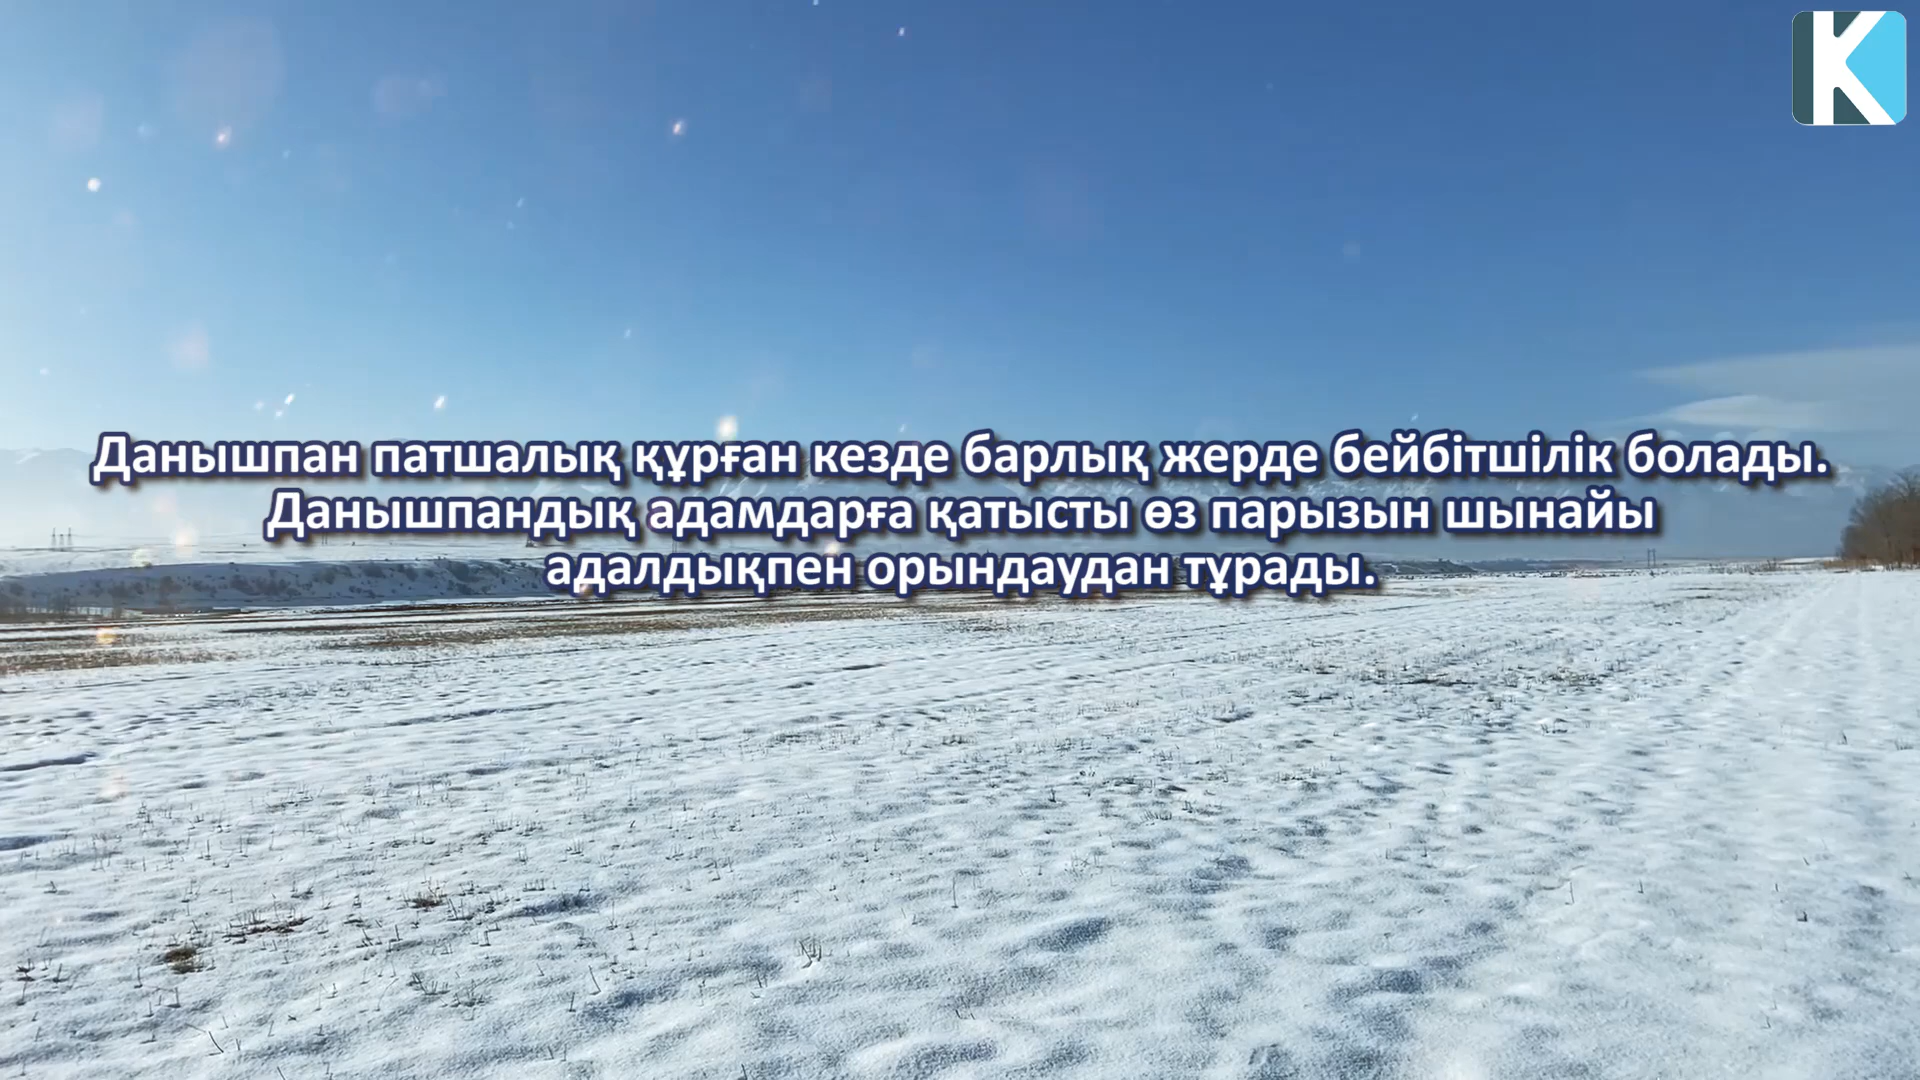 K
Данышпан патшалық құрған кезде барлық жерде бейбітшілік болады.
Данышпандық адамдарға қатысты өз парызын шынайы
адалдықпен орындаудан тұрады.